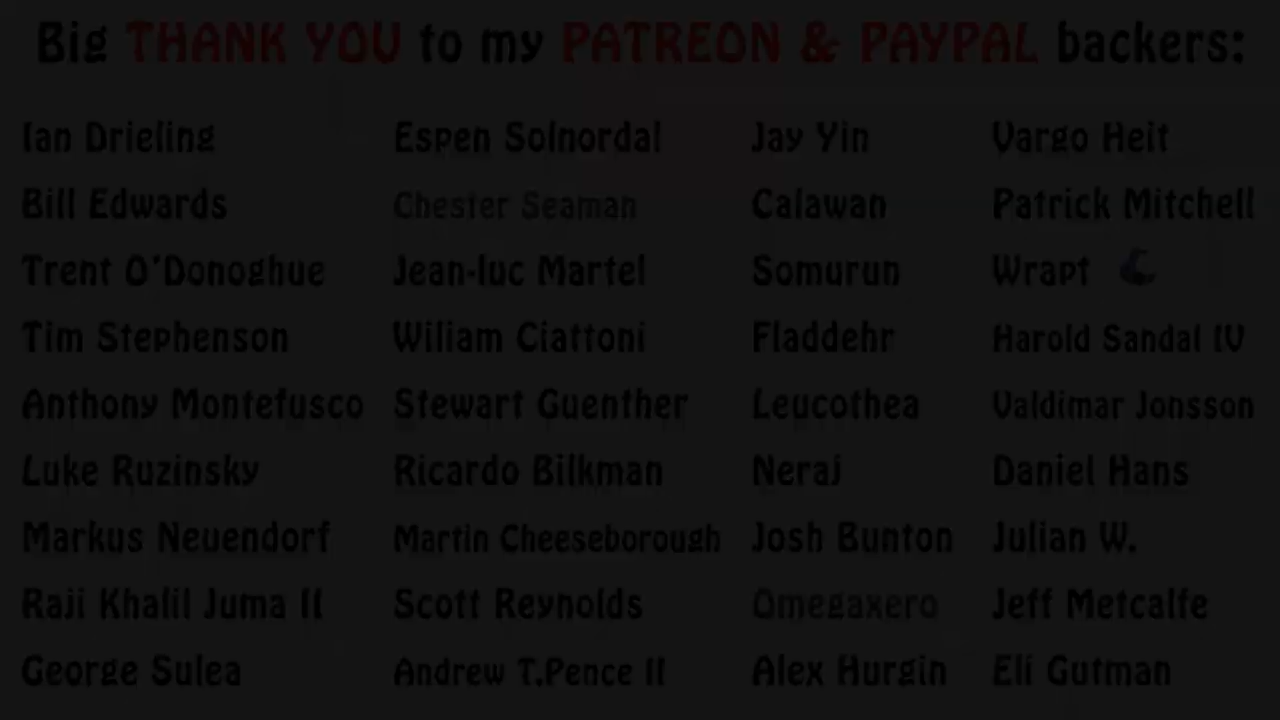 Big THANK YOU to my PATREON & PAYPAL backers:
Ian Drieling Espen Solnordal Jay Yin Vargo Heit
Bill Edwards Chester Seaman Calawan Patrick Mitchell
Trent O'Donoghue Jean-luc Martel Somurun Wrapt
Tim Stephenson Wiliam Ciattoni Fladdehr Harold Sandal IV
Anthony Montefusco Stewart Guenther Leucothea Valdimar Jonsson
Luke Ruzinsky Ricardo Bilkman Neraj Daniel Hans
Markus Neuendorf Martin Cheeseborough Josh Bunton Julian W.
Raji Khalil Juma II Scott Reynolds Omegaxero Jeff Metcalfe
George Sulea Andrew T.Pence II Alex Hurgin Eli Gutman